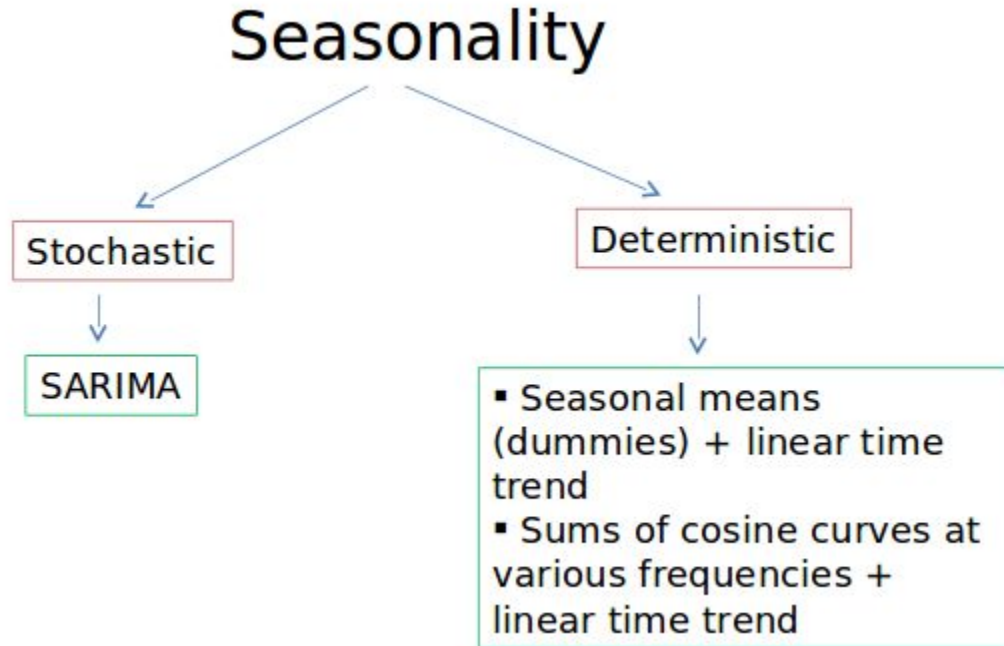 Seasonality
Stochastic
Deterministic
SARIMA
▪ Seasonal means
(dummies) + linear time
trend
▪ Sums of cosine curves at
various frequencies +
linear time trend